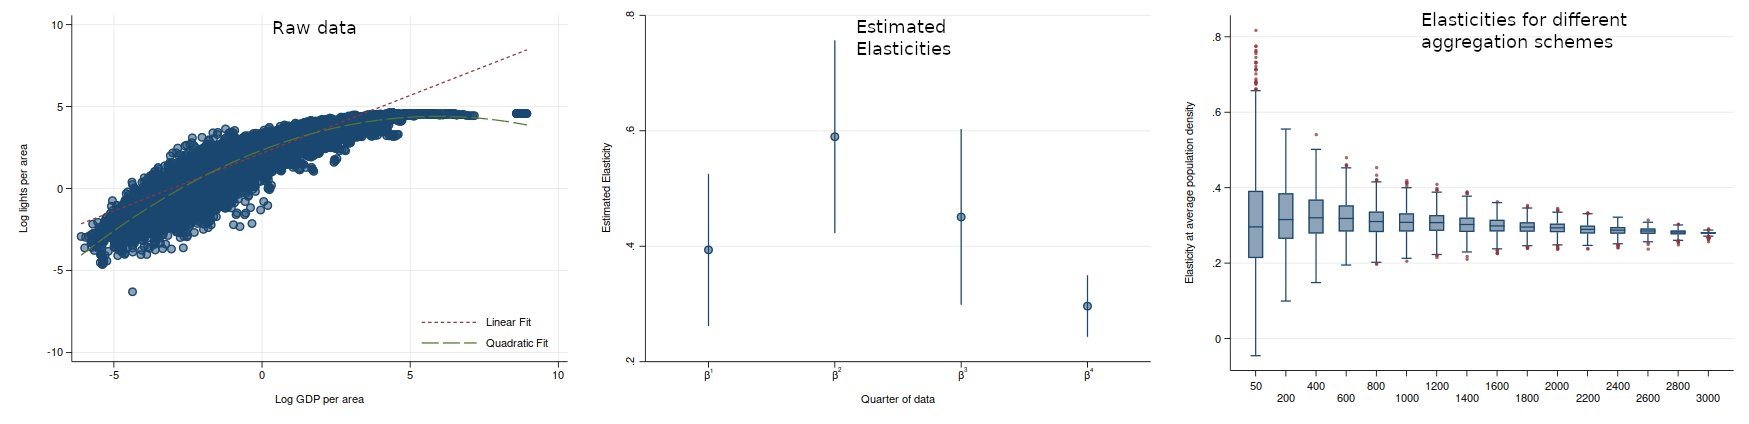 Raw data
10
5
0
-5
-10
Log lights per area
-5
0
5
10
Log GDP per area
Linear Fit
Quadratic Fit
Estimated
Elasticities
.8
.6
.4
.2
Estimated Elasticity
β¹
β²
β³
β⁴
Quarter of data
Elasticities for different
aggregation schemes
.8
.6
.4
.2
0
Elasticity at average population density
50
200
400
600
800
1000
1200
1400
1600
1800
2000
2200
2400
2600
2800
3000